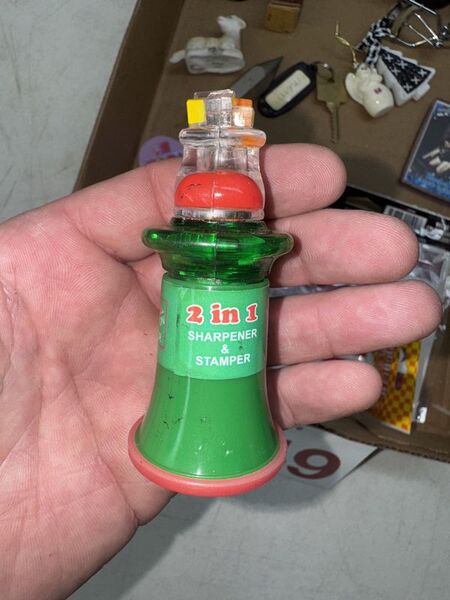 2 in 1
SHARPENER
&
STAMPER
9